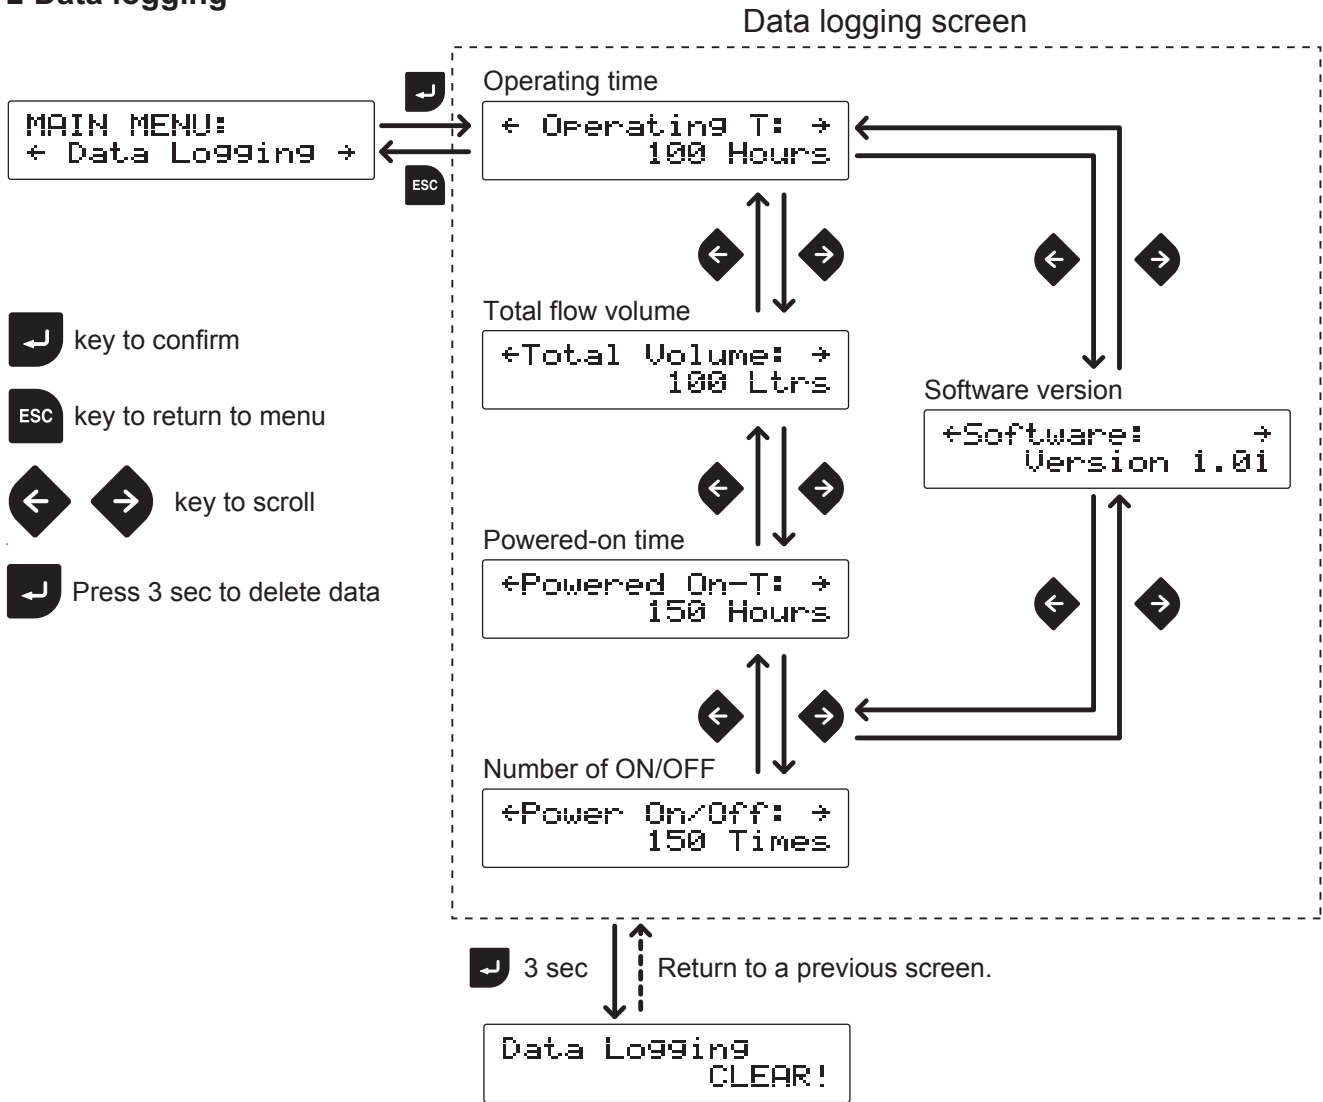 Data logging screen
Operating time
MAIN MENU:
← Data Logging →
← Operating T: →
100 Hours
ESC
Total flow volume
←Total Volume: →
100 Ltrs
key to confirm
ESC key to return to menu
key to scroll
Press 3 sec to delete data
Software version
←Software: →
Version 1.01
Powered-on time
←Powered On-T: →
150 Hours
Number of ON/OFF
←Power On/Off: →
150 Times
3 sec
Return to a previous screen.
Data Logging
CLEAR!